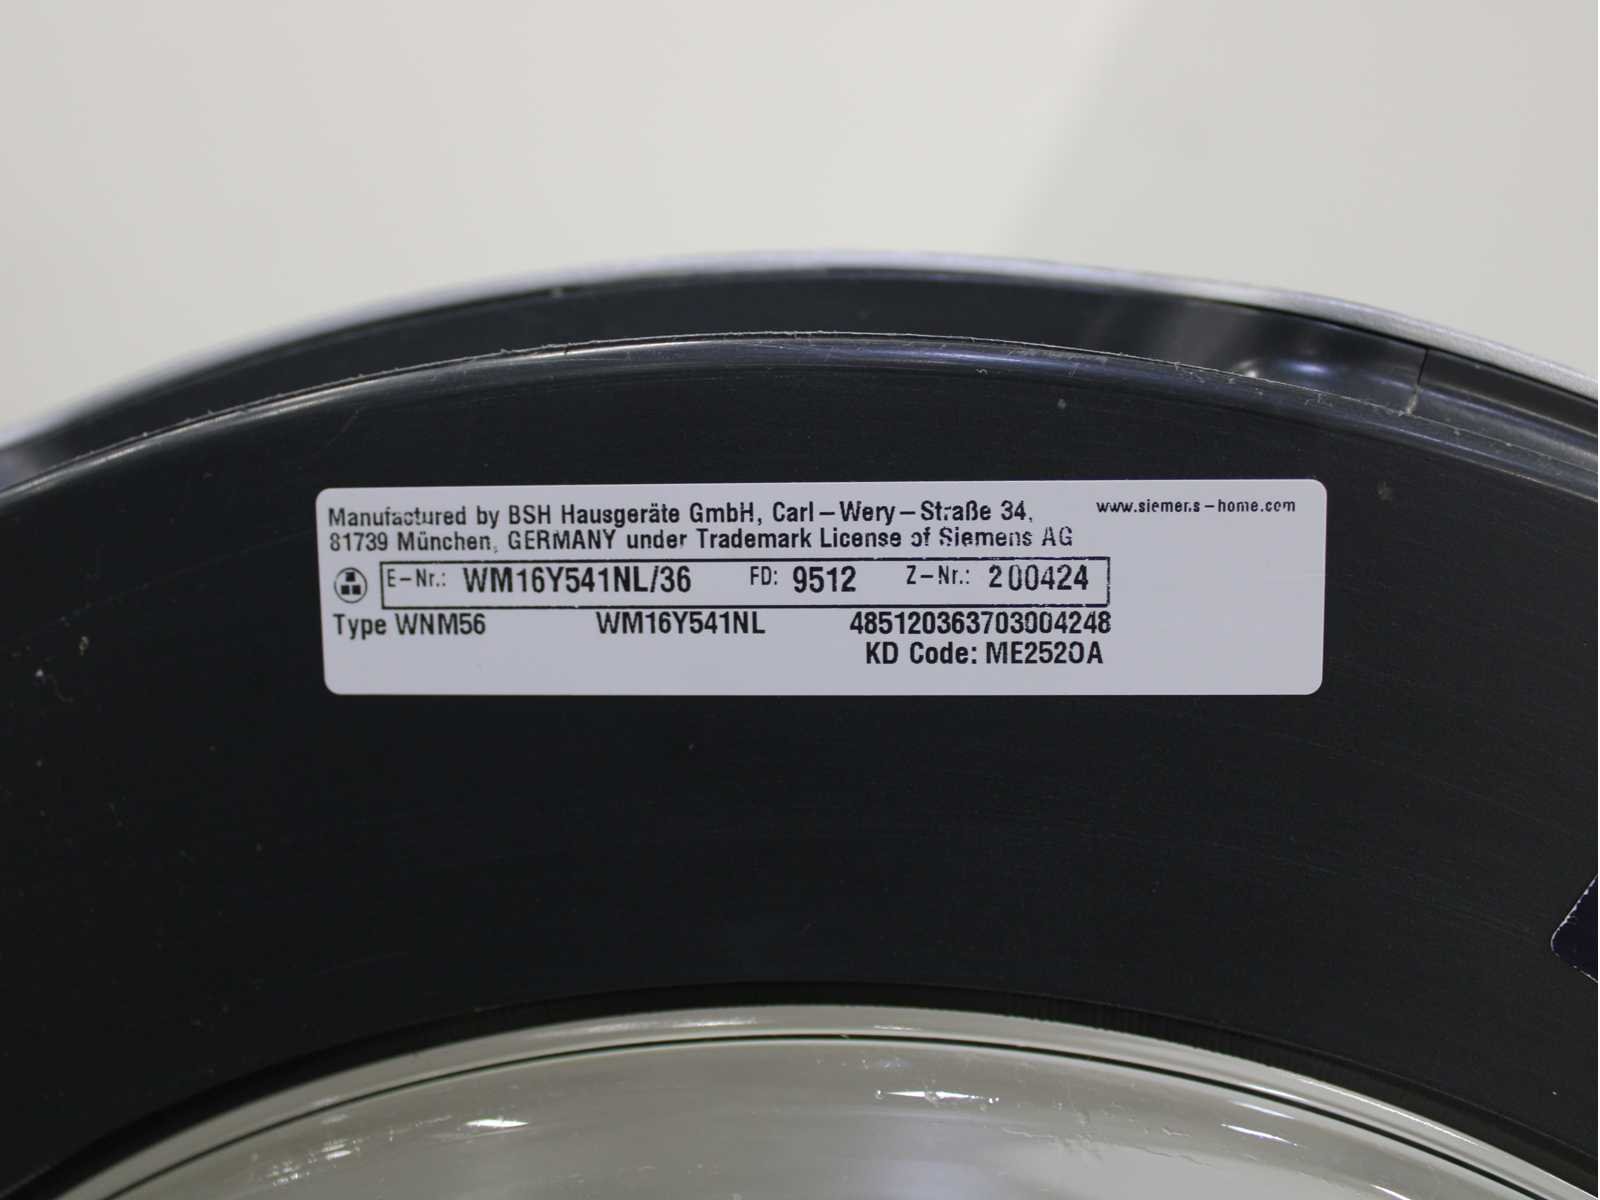 Manufactured by BSH Hausgeräte GmbH, Carl-Wery-Straße 34,
81739 München, GERMANY under Trademark License of Siemens AG
www.siemens-home.com
E-Nr.: WM16Y541NL/36 FD: 9512 Z-Nr.: 200424
Type WNM56 WM16Y541NL 485120363703004248
KD Code: ME2520A